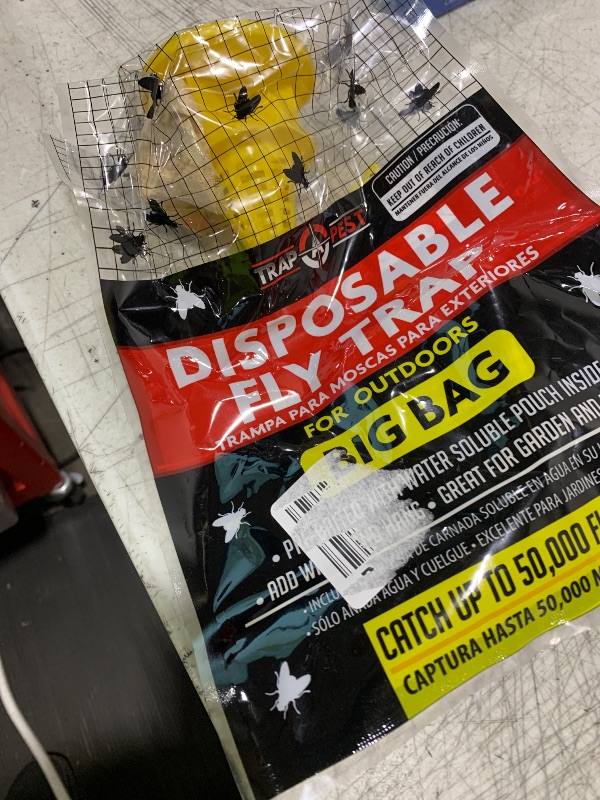 CAUTION / PRECAUCIÓN:
KEEP OUT OF REACH OF CHILDREN
MANTENER FUERA DEL ALCANCE DE LOS NIÑOS
TRAP PEST
DISPOSABLE
FLY TRAP
TRAMPA PARA MOSCAS PARA EXTERIORES
FOR OUTDOORS
BIG BAG
WATER SOLUBLE POUCH INSIDE
• ADD • GREAT FOR GARDEN AND
• DE CARNADA SOLUBLE EN AGUA EN SU
• SÓLO AÑADA AGUA Y CUELGUE • EXCELENTE PARA JARDINES
CATCH UP TO 50,000
CAPTURA HASTA 50,000